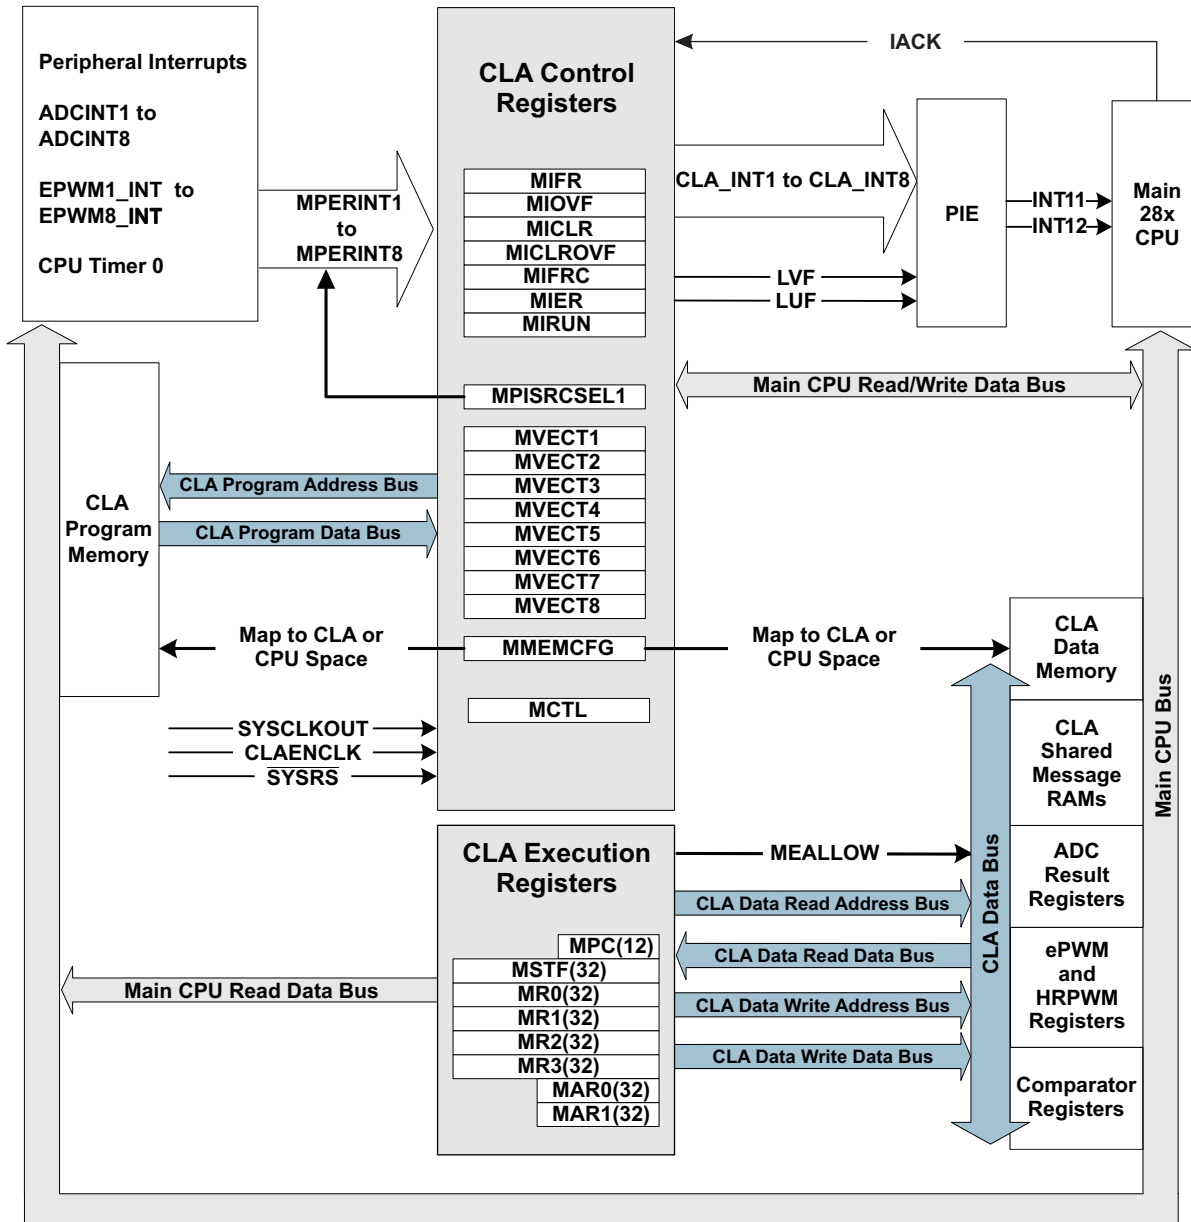 Peripheral Interrupts
ADCINT1 to
ADCINT8
EPWM1_INT to
EPWM8_INT
CPU Timer 0
MPERINT1
to
MPERINT8
CLA Control
Registers
MIFR
MIOVF
MICLR
MICLROVF
MIFRC
MIER
MIRUN
MPISRCSEL1
MVECT1
MVECT2
MVECT3
MVECT4
MVECT5
MVECT6
MVECT7
MVECT8
MMEMCFG
MCTL
IACK
CLA_INT1 to CLA_INT8
LVF
LUF
PIE
INT11
INT12
Main
28x
CPU
Main CPU Read/Write Data Bus
CLA Program Address Bus
CLA Program Data Bus
CLA
Program
Memory
Map to CLA or
CPU Space
Map to CLA or
CPU Space
SYSCLKOUT
CLAENCLK
SYSRS
CLA
Data
Memory
CLA
Shared
Message
RAMs
ADC
Result
Registers
ePWM
and
HRPWM
Registers
Comparator
Registers
Main CPU Bus
CLA Data Bus
CLA Execution
Registers
MEALLOW
CLA Data Read Address Bus
CLA Data Read Data Bus
CLA Data Write Address Bus
CLA Data Write Data Bus
MPC(12)
MSTF(32)
MR0(32)
MR1(32)
MR2(32)
MR3(32)
MAR0(32)
MAR1(32)
Main CPU Read Data Bus